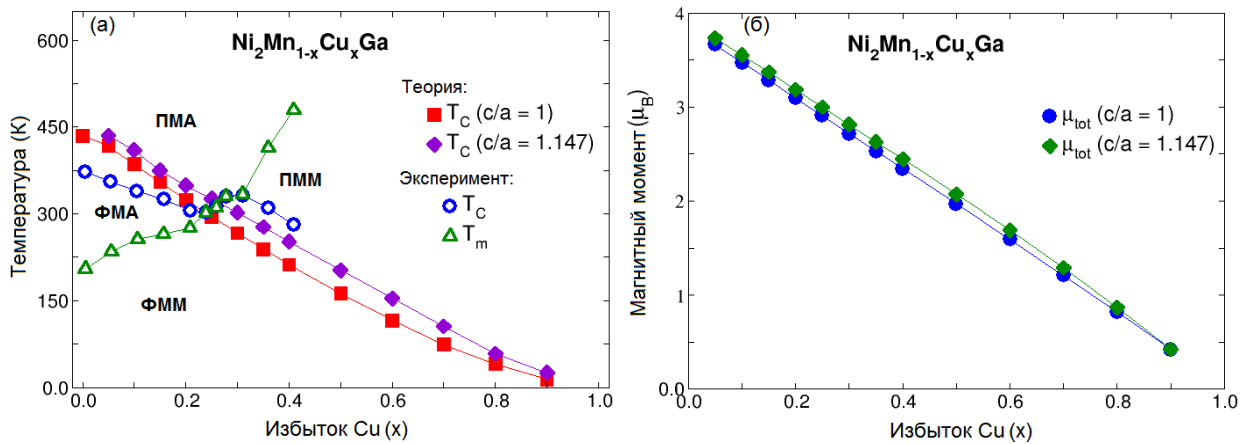 (а)
Ni2Mn1-xCuxGa
Теория:
TC (c/a = 1)
TC (c/a = 1.147)
Эксперимент:
TC
Tm
ПМА
ПММ
ФМА
ФММ
600
450
300
150
0.0
0.0
0.2
0.4
0.6
0.8
1.0
Температура (К)
Избыток Cu (x)
(б)
Ni2Mn1-xCuxGa
μtot (c/a = 1)
μtot (c/a = 1.147)
4
3
2
1
0
0.0
0.2
0.4
0.6
0.8
1.0
Магнитный момент (μB)
Избыток Cu (x)